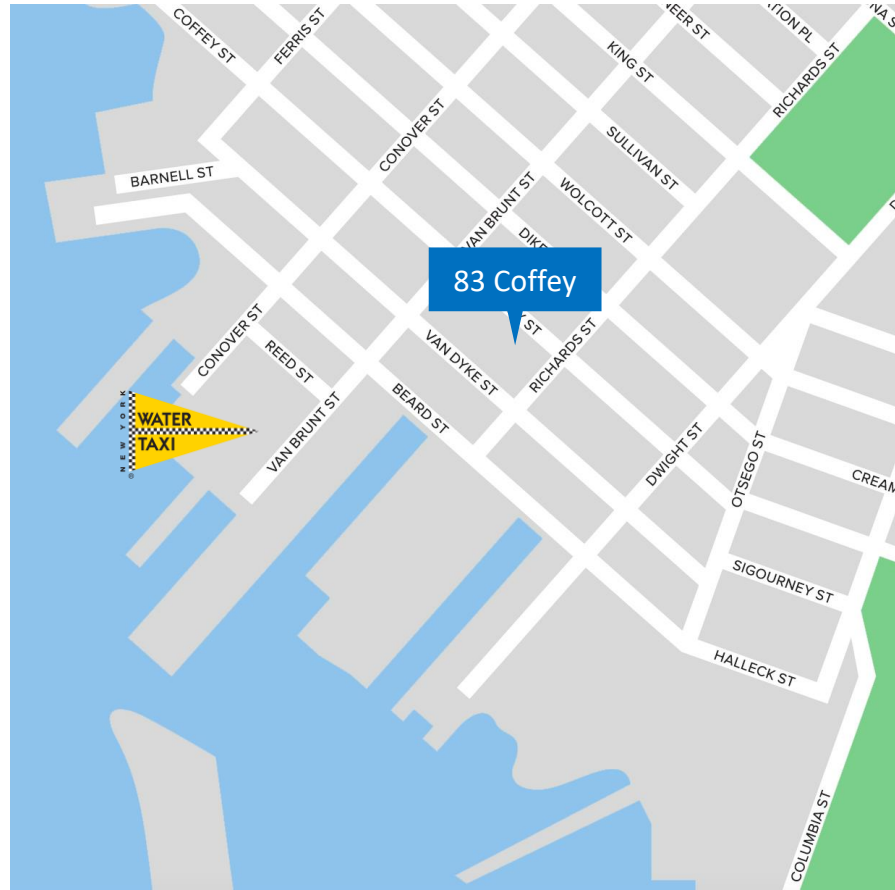 COFFEY ST
FERRIS ST
NEER ST
TION PL
NA S
KING ST
RICHARDS ST
CONOVER ST
SULLIVAN ST
BARNELL ST
VAN BRUNT ST
WOLCOTT ST
DIKE
83 Coffey
ST
CONOVER ST
REED ST
VAN DYKE ST
RICHARDS ST
BEARD ST
NEW YORK
WATER
TAXI
VAN BRUNT ST
DWIGHT ST
OTSEGO ST
CREAM
SIGOURNEY ST
HALLECK ST
COLUMBIA ST